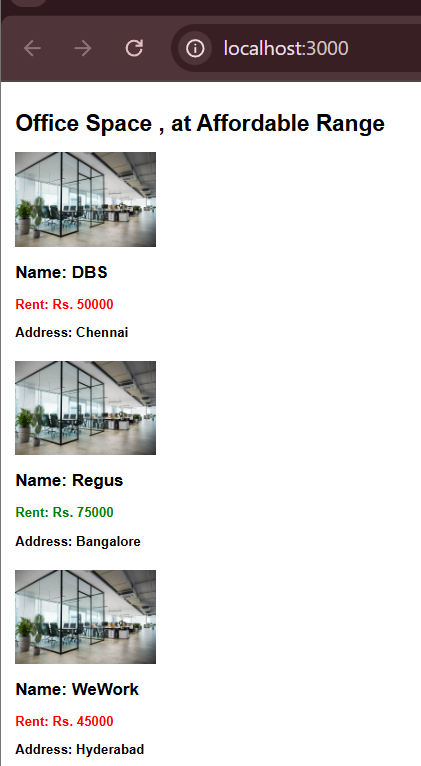 localhost:3000
Office Space , at Affordable Range
Name: DBS
Rent: Rs. 50000
Address: Chennai
Name: Regus
Rent: Rs. 75000
Address: Bangalore
Name: WeWork
Rent: Rs. 45000
Address: Hyderabad